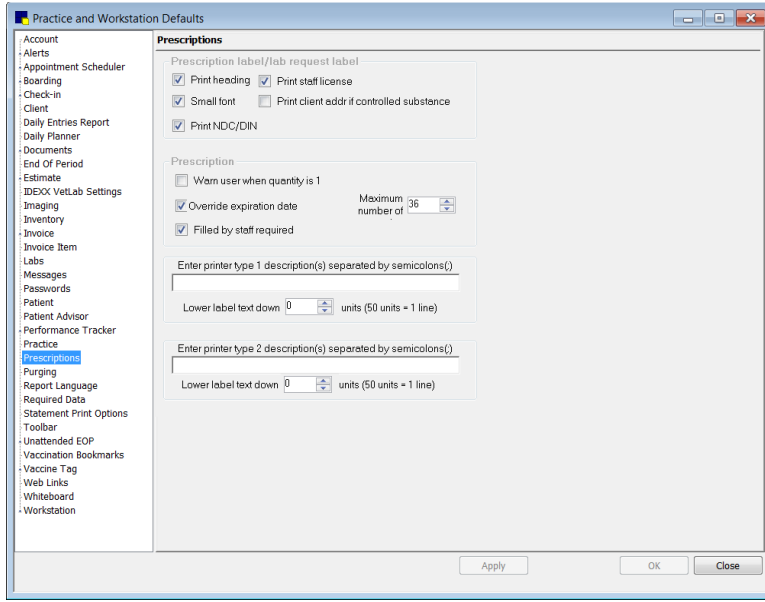 Practice and Workstation Defaults
Account
Alerts
Appointment Scheduler
Boarding
Check-in
Client
Daily Entries Report
Daily Planner
Documents
End Of Period
Estimate
IDEXX VetLab Settings
Imaging
Inventory
Invoice
Invoice Item
Labs
Messages
Passwords
Patient
Patient Advisor
Performance Tracker
Practice
Prescriptions
Purging
Report Language
Required Data
Statement Print Options
Toolbar
Unattended EOP
Vaccination Bookmarks
Vaccine Tag
Web Links
Whiteboard
Workstation
Prescriptions
Prescription label/lab request label
Print heading Print staff license
Small font Print client addr if controlled substance
Print NDC/DIN
Prescription
Warn user when quantity is 1
Override expiration date
Maximum
number of
36
Filled by staff required
Enter printer type 1 description(s) separated by semicolons(;)
Lower label text down 0 units (50 units = 1 line)
Enter printer type 2 description(s) separated by semicolons(;)
Lower label text down 0 units (50 units = 1 line)
Apply OK Close